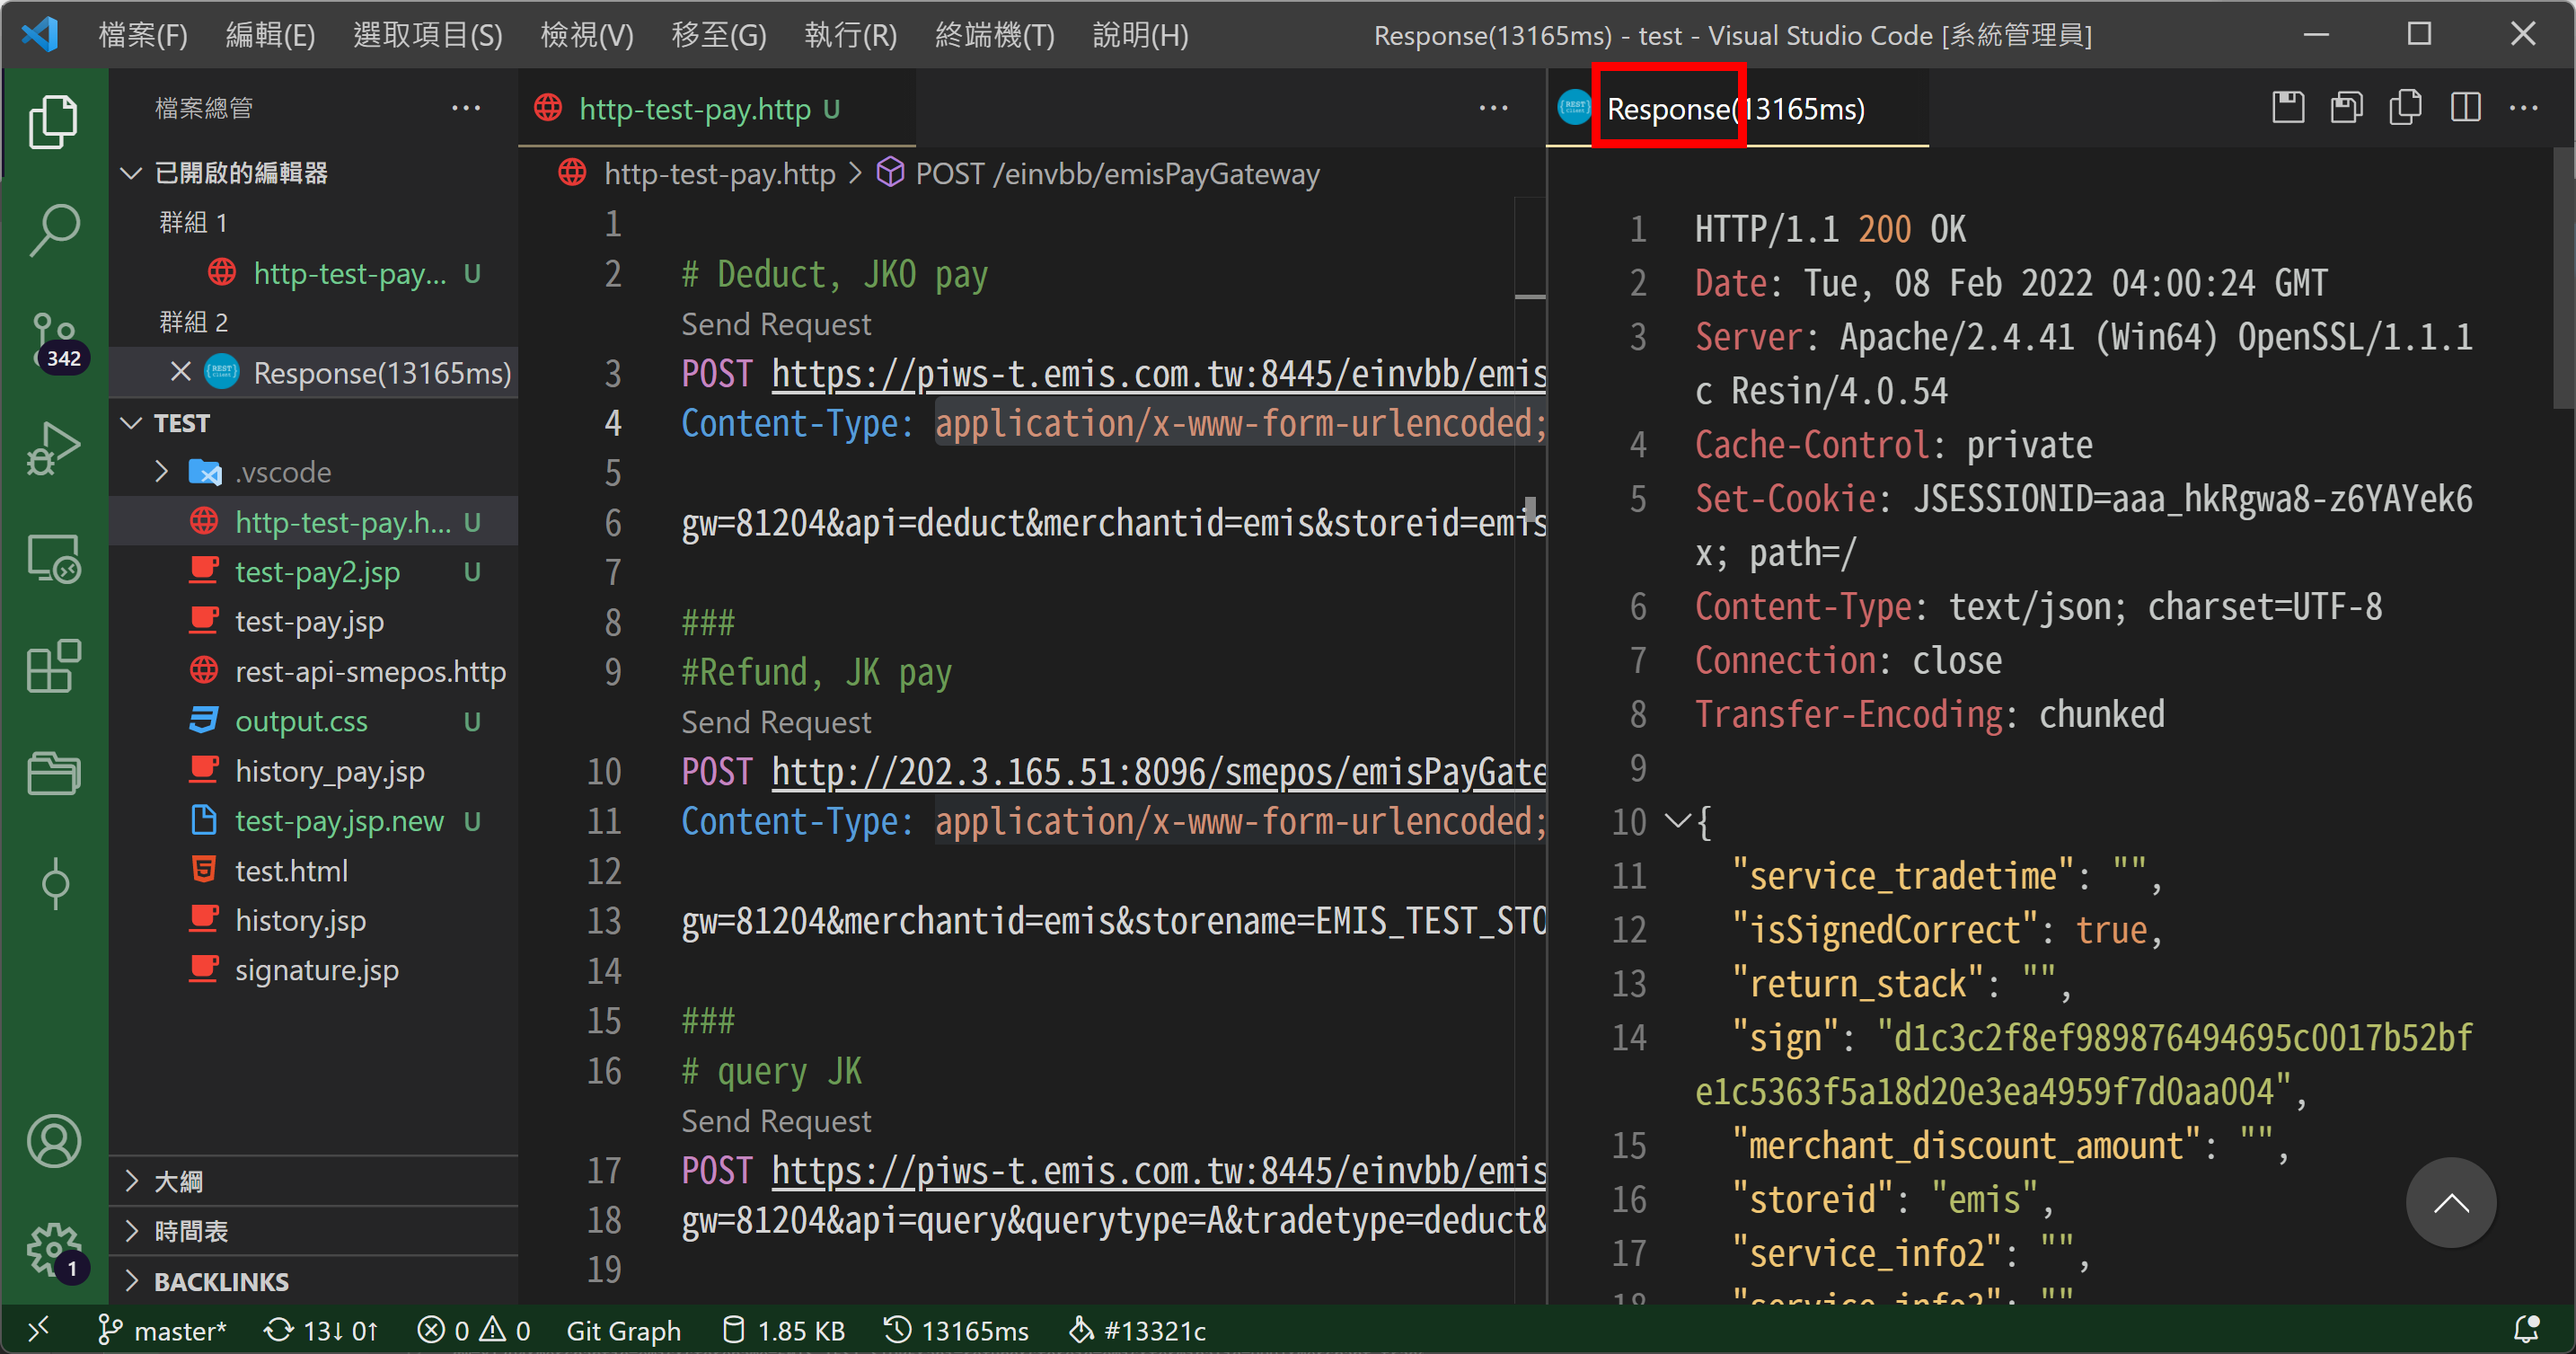 檔案(F) 編輯(E) 選取項目(S) 檢視(V) 移至(G) 執行(R) 終端機(T) 說明(H) Response(13165ms) - test - Visual Studio Code [系統管理員]
檔案總管 ···
已開啟的編輯器
群組 1
http-test-pay... U
群組 2
Response(13165ms)
TEST
.vscode
http-test-pay.h... U
test-pay2.jsp U
test-pay.jsp
rest-api-smepos.http
output.css U
history_pay.jsp
test-pay.jsp.new U
test.html
history.jsp
signature.jsp
大綱
時間表
BACKLINKS
342
1
http-test-pay.http U ···
http-test-pay.http > POST /einvbb/emisPayGateway
1
2 # Deduct, JKO pay
Send Request
3 POST https://piws-t.emis.com.tw:8445/einvbb/emis
4 Content-Type: application/x-www-form-urlencoded;
5
6 gw=81204&api=deduct&merchantid=emis&storeid=emis
7
8 ###
9 #Refund, JK pay
Send Request
10 POST http://202.3.165.51:8096/smepos/emisPayGate
11 Content-Type: application/x-www-form-urlencoded;
12
13 gw=81204&merchantid=emis&storename=EMIS_TEST_STO
14
15 ###
16 # query JK
Send Request
17 POST https://piws-t.emis.com.tw:8445/einvbb/emis
18 gw=81204&api=query&querytype=A&tradetype=deduct&
19
{REST} Client Response(13165ms) ···
1 HTTP/1.1 200 OK
2 Date: Tue, 08 Feb 2022 04:00:24 GMT
3 Server: Apache/2.4.41 (Win64) OpenSSL/1.1.1
c Resin/4.0.54
4 Cache-Control: private
5 Set-Cookie: JSESSIONID=aaa_hkRgwa8-z6YAYek6
x; path=/
6 Content-Type: text/json; charset=UTF-8
7 Connection: close
8 Transfer-Encoding: chunked
9
10 {
11 "service_tradetime": "",
12 "isSignedCorrect": true,
13 "return_stack": "",
14 "sign": "d1c3c2f8ef989876494695c0017b52bf
e1c5363f5a18d20e3ea4959f7d0aa004",
15 "merchant_discount_amount": "",
16 "storeid": "emis",
17 "service_info2": "",
master* 13↓ 0↑ 0 0 Git Graph 1.85 KB 13165ms #13321c